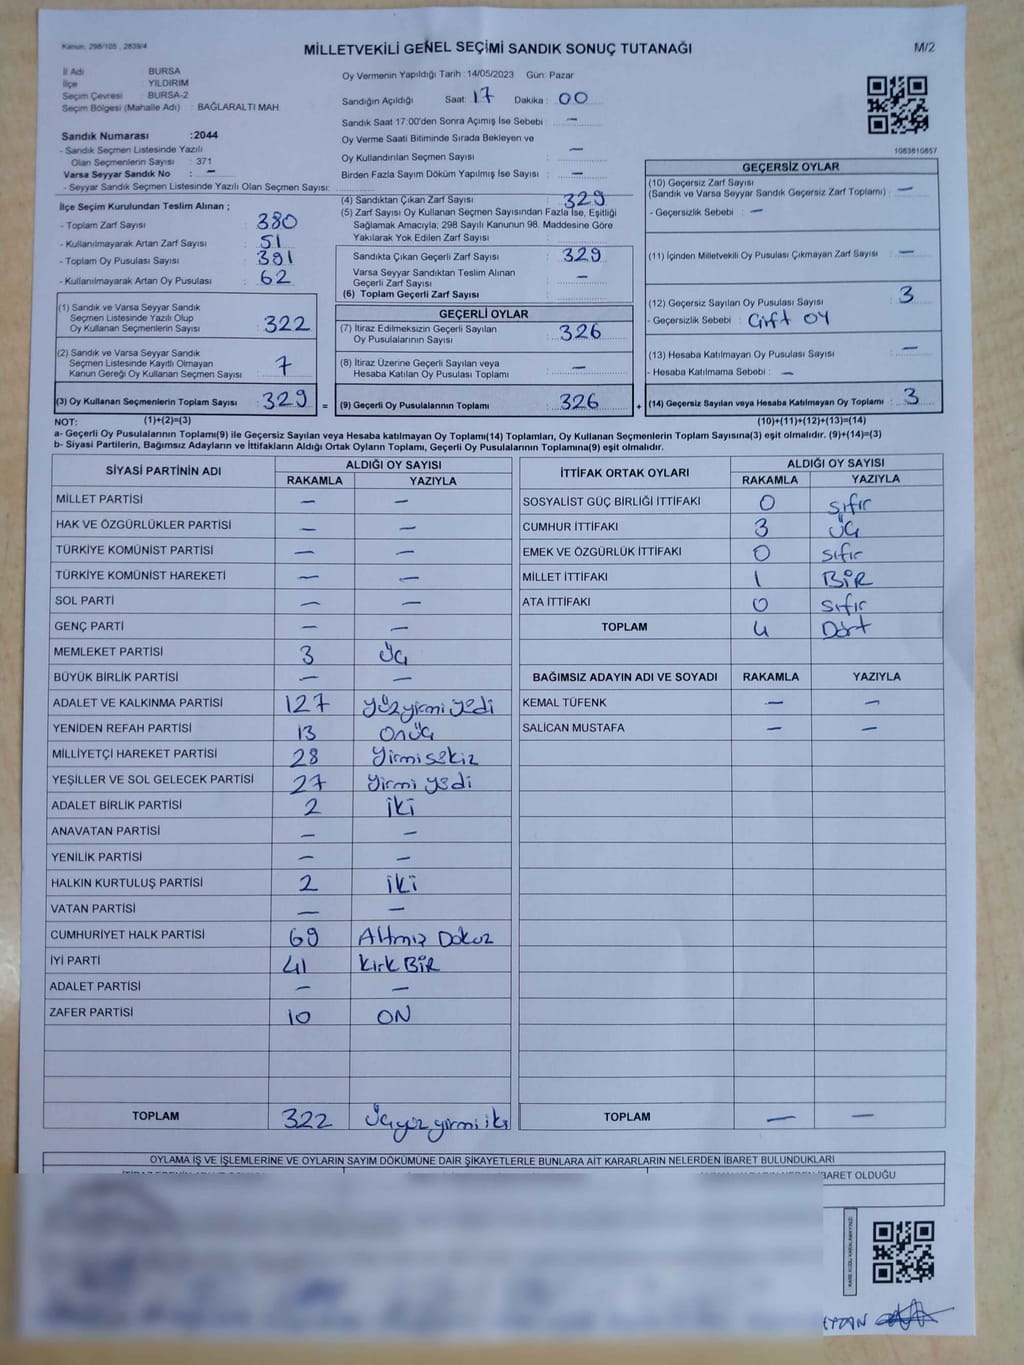 Kanun: 298/105 , 2839/4
MİLLETVEKİLİ GENEL SEÇİMİ SANDIK SONUÇ TUTANAĞI
M/2
İl Adı : BURSA
İlçe : YILDIRIM
Seçim Çevresi : BURSA-2
Seçim Bölgesi (Mahalle Adı) : BAĞLARALTI MAH
Sandık Numarası :2044
- Sandık Seçmen Listesinde Yazılı
Olan Seçmenlerin Sayısı : 371
Varsa Seyyar Sandık No : —
- Seyyar Sandık Seçmen Listesinde Yazılı Olan Seçmen Sayısı:
Oy Vermenin Yapıldığı Tarih : 14/05/2023 Gün: Pazar
Sandığın Açıldığı Saat: 17 Dakika : 00
Sandık Saat 17.00'den Sonra Açımış İse Sebebi : —
Oy Verme Saati Bitiminde Sırada Bekleyen ve
Oy Kullandırılan Seçmen Sayısı : —
Birden Fazla Sayım Döküm Yapılmış İse Sayısı : —
1083810857
İlçe Seçim Kurulundan Teslim Alınan ;
- Toplam Zarf Sayısı : 380
- Kullanılmayarak Artan Zarf Sayısı : 51
- Toplam Oy Pusulası Sayısı : 391
- Kullanılmayarak Artan Oy Pusulası : 62
(1) Sandık ve Varsa Seyyar Sandık
Seçmen Listesinde Yazılı Olup
Oy Kullanan Seçmenlerin Sayısı : 322
(2) Sandık ve Varsa Seyyar Sandık
Seçmen Listesinde Kayıtlı Olmayan
Kanun Gereği Oy Kullanan Seçmen Sayısı : 7
(3) Oy Kullanan Seçmenlerin Toplam Sayısı : 329
(4) Sandıktan Çıkan Zarf Sayısı : 329
(5) Zarf Sayısı Oy Kullanan Seçmen Sayısından Fazla İse, Eşitliği
Sağlamak Amacıyla; 298 Sayılı Kanunun 98. Maddesine Göre
Yakılarak Yok Edilen Zarf Sayısı :
Sandıkta Çıkan Geçerli Zarf Sayısı : 329
Varsa Seyyar Sandıktan Teslim Alınan
Geçerli Zarf Sayısı : —
(6) Toplam Geçerli Zarf Sayısı :
GEÇERLİ OYLAR
(7) İtiraz Edilmeksizin Geçerli Sayılan
Oy Pusulalarının Sayısı : 326
(8) İtiraz Üzerine Geçerli Sayılan veya
Hesaba Katılan Oy Pusulası Toplamı : —
= (9) Geçerli Oy Pusulalarının Toplamı : 326
GEÇERSİZ OYLAR
(10) Geçersiz Zarf Sayısı
(Sandık ve Varsa Seyyar Sandık Geçersiz Zarf Toplamı) : —
- Geçersizlik Sebebi : —
(11) İçinden Milletvekili Oy Pusulası Çıkmayan Zarf Sayısı : —
(12) Geçersiz Sayılan Oy Pusulası Sayısı : 3
- Geçersizlik Sebebi : Çift OY
(13) Hesaba Katılmayan Oy Pusulası Sayısı : —
- Hesaba Katılmama Sebebi : —
+ (14) Geçersiz Sayılan veya Hesaba Katılmayan Oy Toplamı : 3
NOT: (1)+(2)=(3)
(10)+(11)+(12)+(13)=(14)
a- Geçerli Oy Pusulalarının Toplamı(9) ile Geçersiz Sayılan veya Hesaba katılmayan Oy Toplamı(14) Toplamları, Oy Kullanan Seçmenlerin Toplam Sayısına(3) eşit olmalıdır. (9)+(14)=(3)
b- Siyasi Partilerin, Bağımsız Adayların ve İttifakların Aldığı Ortak Oyların Toplamı, Geçerli Oy Pusulalarının Toplamına(9) eşit olmalıdır.
SİYASİ PARTİNİN ADI ALDIĞI OY SAYISI
RAKAMLA YAZIYLA
MİLLET PARTİSİ — —
HAK VE ÖZGÜRLÜKLER PARTİSİ — —
TÜRKİYE KOMÜNİST PARTİSİ — —
TÜRKİYE KOMÜNİST HAREKETİ — —
SOL PARTİ — —
GENÇ PARTİ — —
MEMLEKET PARTİSİ 3 Üç
BÜYÜK BİRLİK PARTİSİ — —
ADALET VE KALKINMA PARTİSİ 127 yüzyirmi yedi
YENİDEN REFAH PARTİSİ 13 onüç
MİLLİYETÇİ HAREKET PARTİSİ 28 Yirmisekiz
YEŞİLLER VE SOL GELECEK PARTİSİ 27 Yirmi yedi
ADALET BİRLİK PARTİSİ 2 iki
ANAVATAN PARTİSİ — —
YENİLİK PARTİSİ — —
HALKIN KURTULUŞ PARTİSİ 2 iki
VATAN PARTİSİ — —
CUMHURİYET HALK PARTİSİ 69 Altmış Dokuz
İYİ PARTİ 41 Kırk BİR
ADALET PARTİSİ — —
ZAFER PARTİSİ 10 ON
TOPLAM 322 Üçyüz yirmi iki
İTTİFAK ORTAK OYLARI ALDIĞI OY SAYISI
RAKAMLA YAZIYLA
SOSYALİST GÜÇ BİRLİĞİ İTTİFAKI 0 sıfır
CUMHUR İTTİFAKI 3 ÜÇ
EMEK VE ÖZGÜRLÜK İTTİFAKI 0 sıfır
MİLLET İTTİFAKI 1 BİR
ATA İTTİFAKI 0 sıfır
TOPLAM 4 Dört
BAĞIMSIZ ADAYIN ADI VE SOYADI RAKAMLA YAZIYLA
KEMAL TÜFENK — —
SALİCAN MUSTAFA — —
TOPLAM — —
OYLAMA İŞ VE İŞLEMLERİNE VE OYLARIN SAYIM DÖKÜMÜNE DAİR ŞİKAYETLERLE BUNLARA AİT KARARLARIN NELERDEN İBARET BULUNDUKLARI
İBARET OLDUĞU
KARE KODU KARALAMAYINIZ!